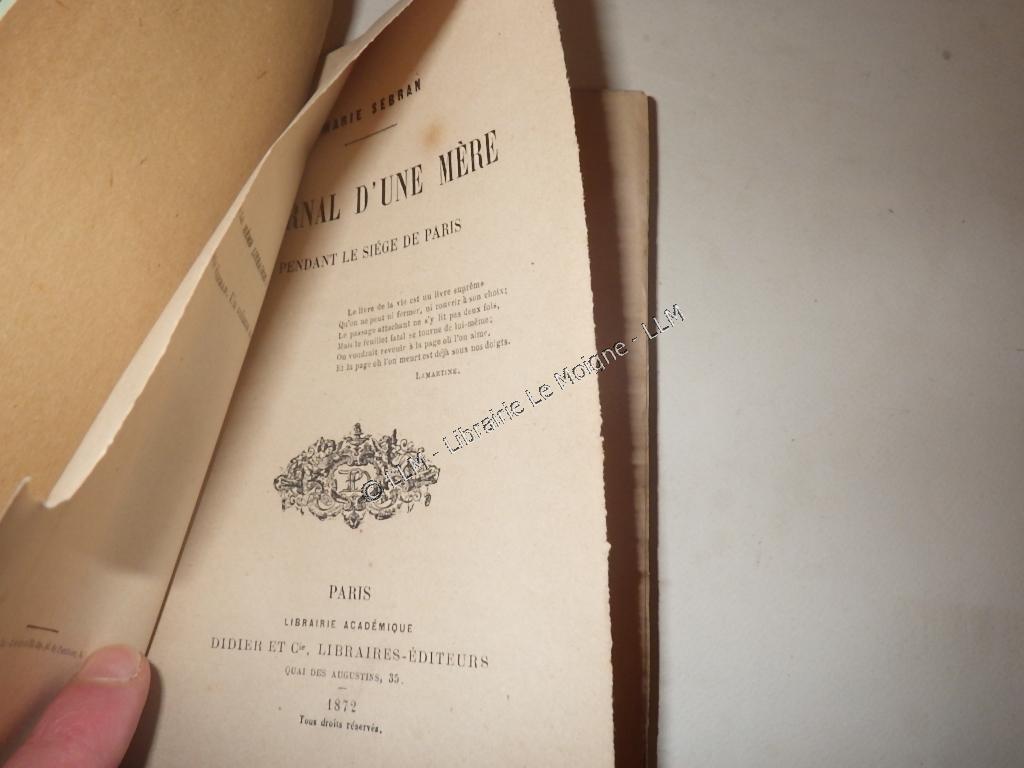 MARIE SEBRAN
RNAL D'UNE MÈRE
PENDANT LE SIÉGE DE PARIS
Le livre de la vie est un livre suprême
Qu'on ne peut ni fermer, ni rouvrir à son choix;
Le passage attachant ne s'y lit pas deux fois,
Mais le feuillet fatal se tourne de lui-même;
On voudrait revenir à la page où l'on aime,
Et la page où l'on meurt est déjà sous nos doigts.
LAMARTINE.
© LLM - Librairie Le Moigne - LLM
PARIS
LIBRAIRIE ACADÉMIQUE
DIDIER ET Cie, LIBRAIRES-ÉDITEURS
QUAI DES AUGUSTINS, 35.
1872
Tous droits réservés.